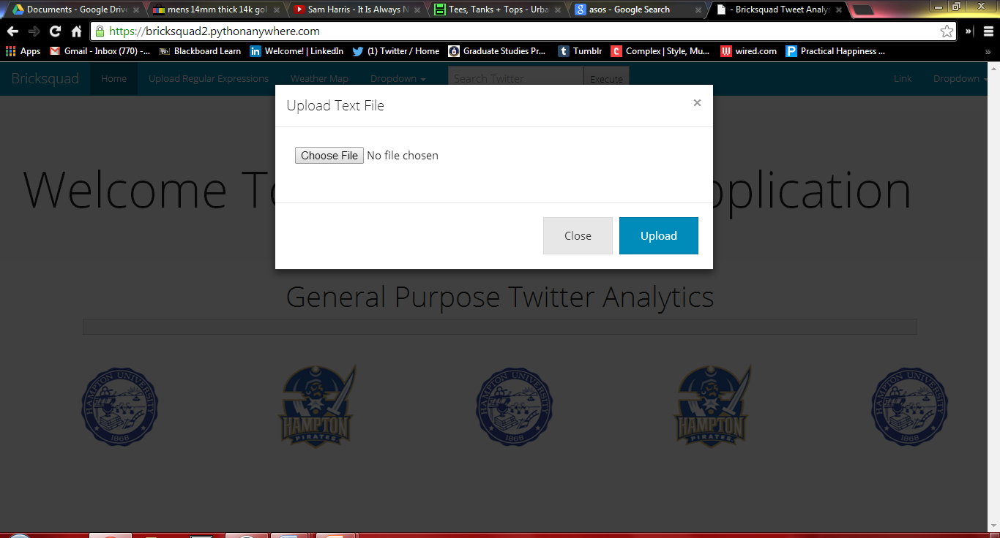 Documents - Google Driv
mens 14mm thick 14k gol
Sam Harris - It Is Always N
Tees, Tanks + Tops - Urba
asos - Google Search
- Bricksquad Tweet Analys
https://bricksquad2.pythonanywhere.com
Apps
Gmail - Inbox (770) -...
Blackboard Learn
Welcome! | LinkedIn
(1) Twitter / Home
Graduate Studies Pr...
Tumblr
Complex | Style, Mu...
wired.com
Practical Happiness ...
Bricksquad
Home
Upload Regular Expressions
Weather Map
Dropdown
Search Twitter
Execute
Link
Dropdown
Upload Text File
Choose File No file chosen
Close
Upload
Welcome To
pplication
General Purpose Twitter Analytics
HAMPTON UNIVERSITY
1868
HAMPTON
PIRATES
HAMPTON UNIVERSITY
1868
HAMPTON
PIRATES
HAMPTON UNIVERSITY
1868